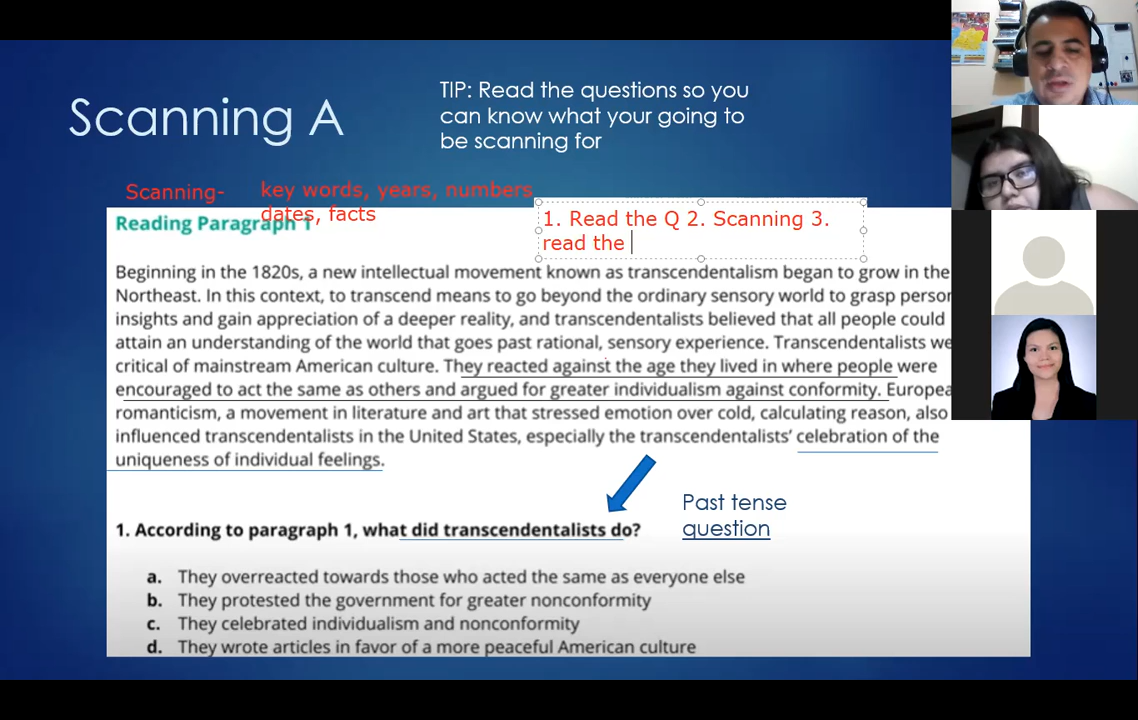 Scanning A
TIP: Read the questions so you
can know what your going to
be scanning for
Scanning-
key words, years, numbers
dates, facts
1. Read the Q 2. Scanning 3.
read the
Reading Paragraph 1
Beginning in the 1820s, a new intellectual movement known as transcendentalism began to grow in the
Northeast. In this context, to transcend means to go beyond the ordinary sensory world to grasp person
insights and gain appreciation of a deeper reality, and transcendentalists believed that all people could
attain an understanding of the world that goes past rational, sensory experience. Transcendentalists we
critical of mainstream American culture. They reacted against the age they lived in where people were
encouraged to act the same as others and argued for greater individualism against conformity. Europea
romanticism, a movement in literature and art that stressed emotion over cold, calculating reason, also
influenced transcendentalists in the United States, especially the transcendentalists' celebration of the
uniqueness of individual feelings.
Past tense
question
1. According to paragraph 1, what did transcendentalists do?
a. They overreacted towards those who acted the same as everyone else
b. They protested the government for greater nonconformity
c. They celebrated individualism and nonconformity
d. They wrote articles in favor of a more peaceful American culture